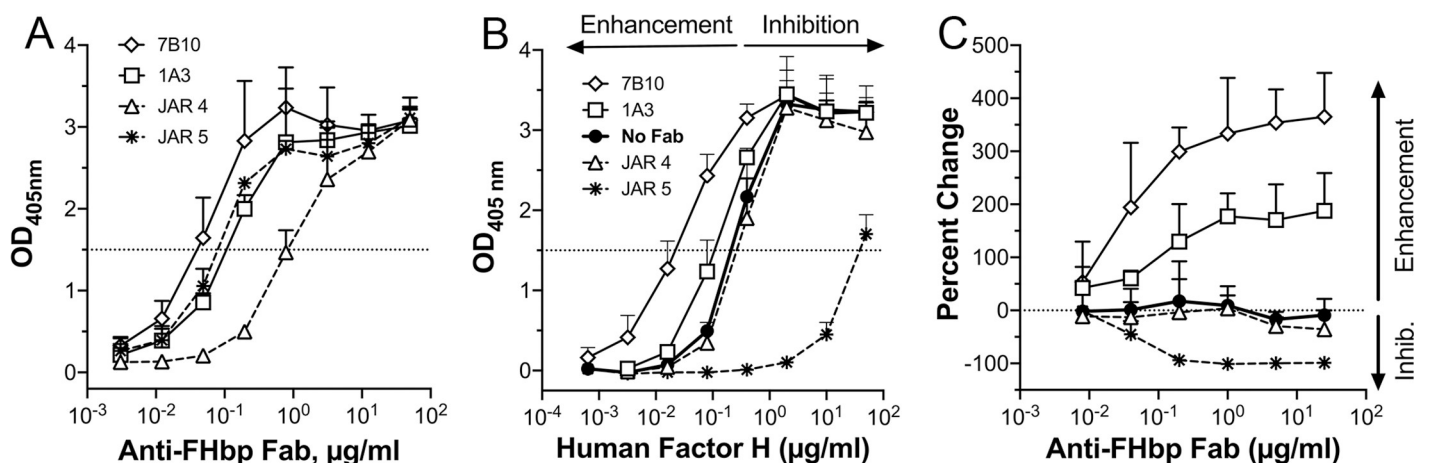 A
7B10
1A3
JAR 4
JAR 5
4
3
2
1
0
OD405nm
10-3
10-2
10-1
100
101
102
Anti-FHbp Fab, μg/ml
B
Enhancement
Inhibition
7B10
1A3
No Fab
JAR 4
JAR 5
4
3
2
1
0
OD405 nm
10-4
10-3
10-2
10-1
100
101
102
Human Factor H (μg/ml)
C
500
400
300
200
100
0
-100
Percent Change
Enhancement
Inhib.
10-3
10-2
10-1
100
101
102
Anti-FHbp Fab (μg/ml)